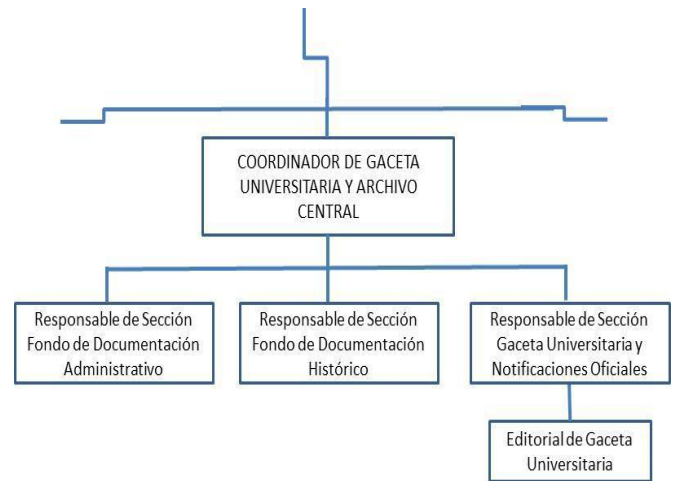 COORDINADOR DE GACETA
UNIVERSITARIA Y ARCHIVO
CENTRAL
Responsable de Sección
Fondo de Documentación
Administrativo
Responsable de Sección
Fondo de Documentación
Histórico
Responsable de Sección
Gaceta Universitaria y
Notificaciones Oficiales
Editorial de Gaceta
Universitaria